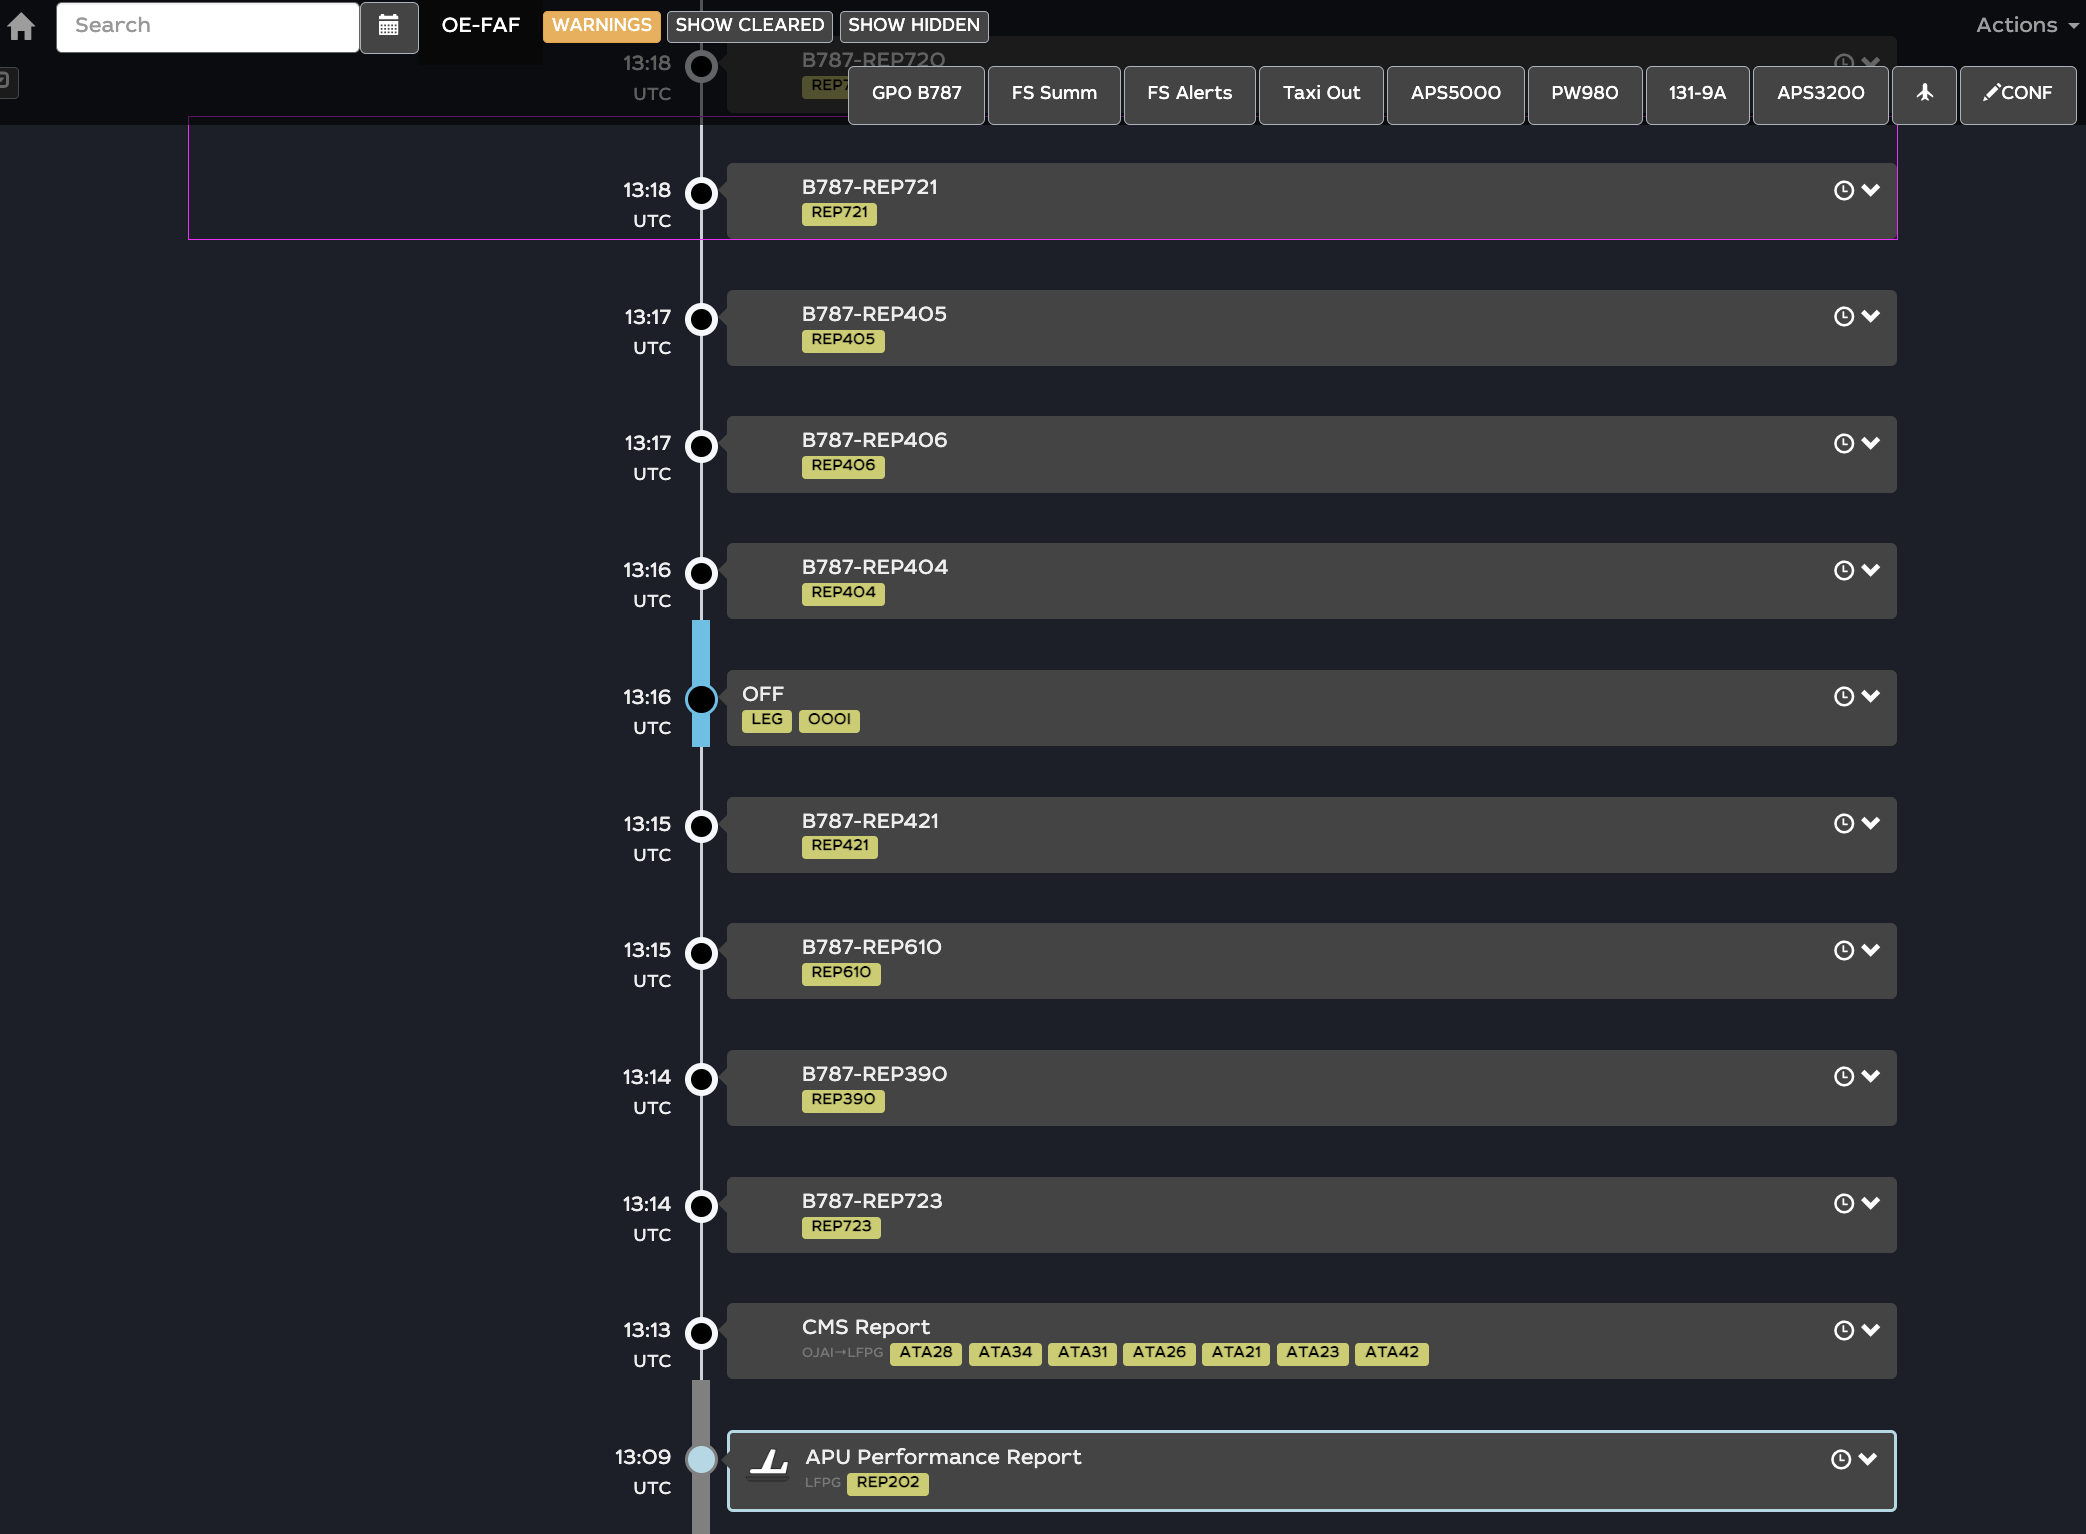 Search
OE-FAF
WARNINGS
SHOW CLEARED
SHOW HIDDEN
Actions
GPO B787
FS Summ
FS Alerts
Taxi Out
APS5000
PW980
131-9A
APS3200
CONF
13:18
UTC
B787-REP720
13:18
UTC
B787-REP721
REP721
13:17
UTC
B787-REP405
REP405
13:17
UTC
B787-REP406
REP406
13:16
UTC
B787-REP404
REP404
13:16
UTC
OFF
LEG OOOI
13:15
UTC
B787-REP421
REP421
13:15
UTC
B787-REP610
REP610
13:14
UTC
B787-REP390
REP390
13:14
UTC
B787-REP723
REP723
13:13
UTC
CMS Report
OJAI→LFPG ATA28 ATA34 ATA31 ATA26 ATA21 ATA23 ATA42
13:09
UTC
APU Performance Report
LFPG REP202